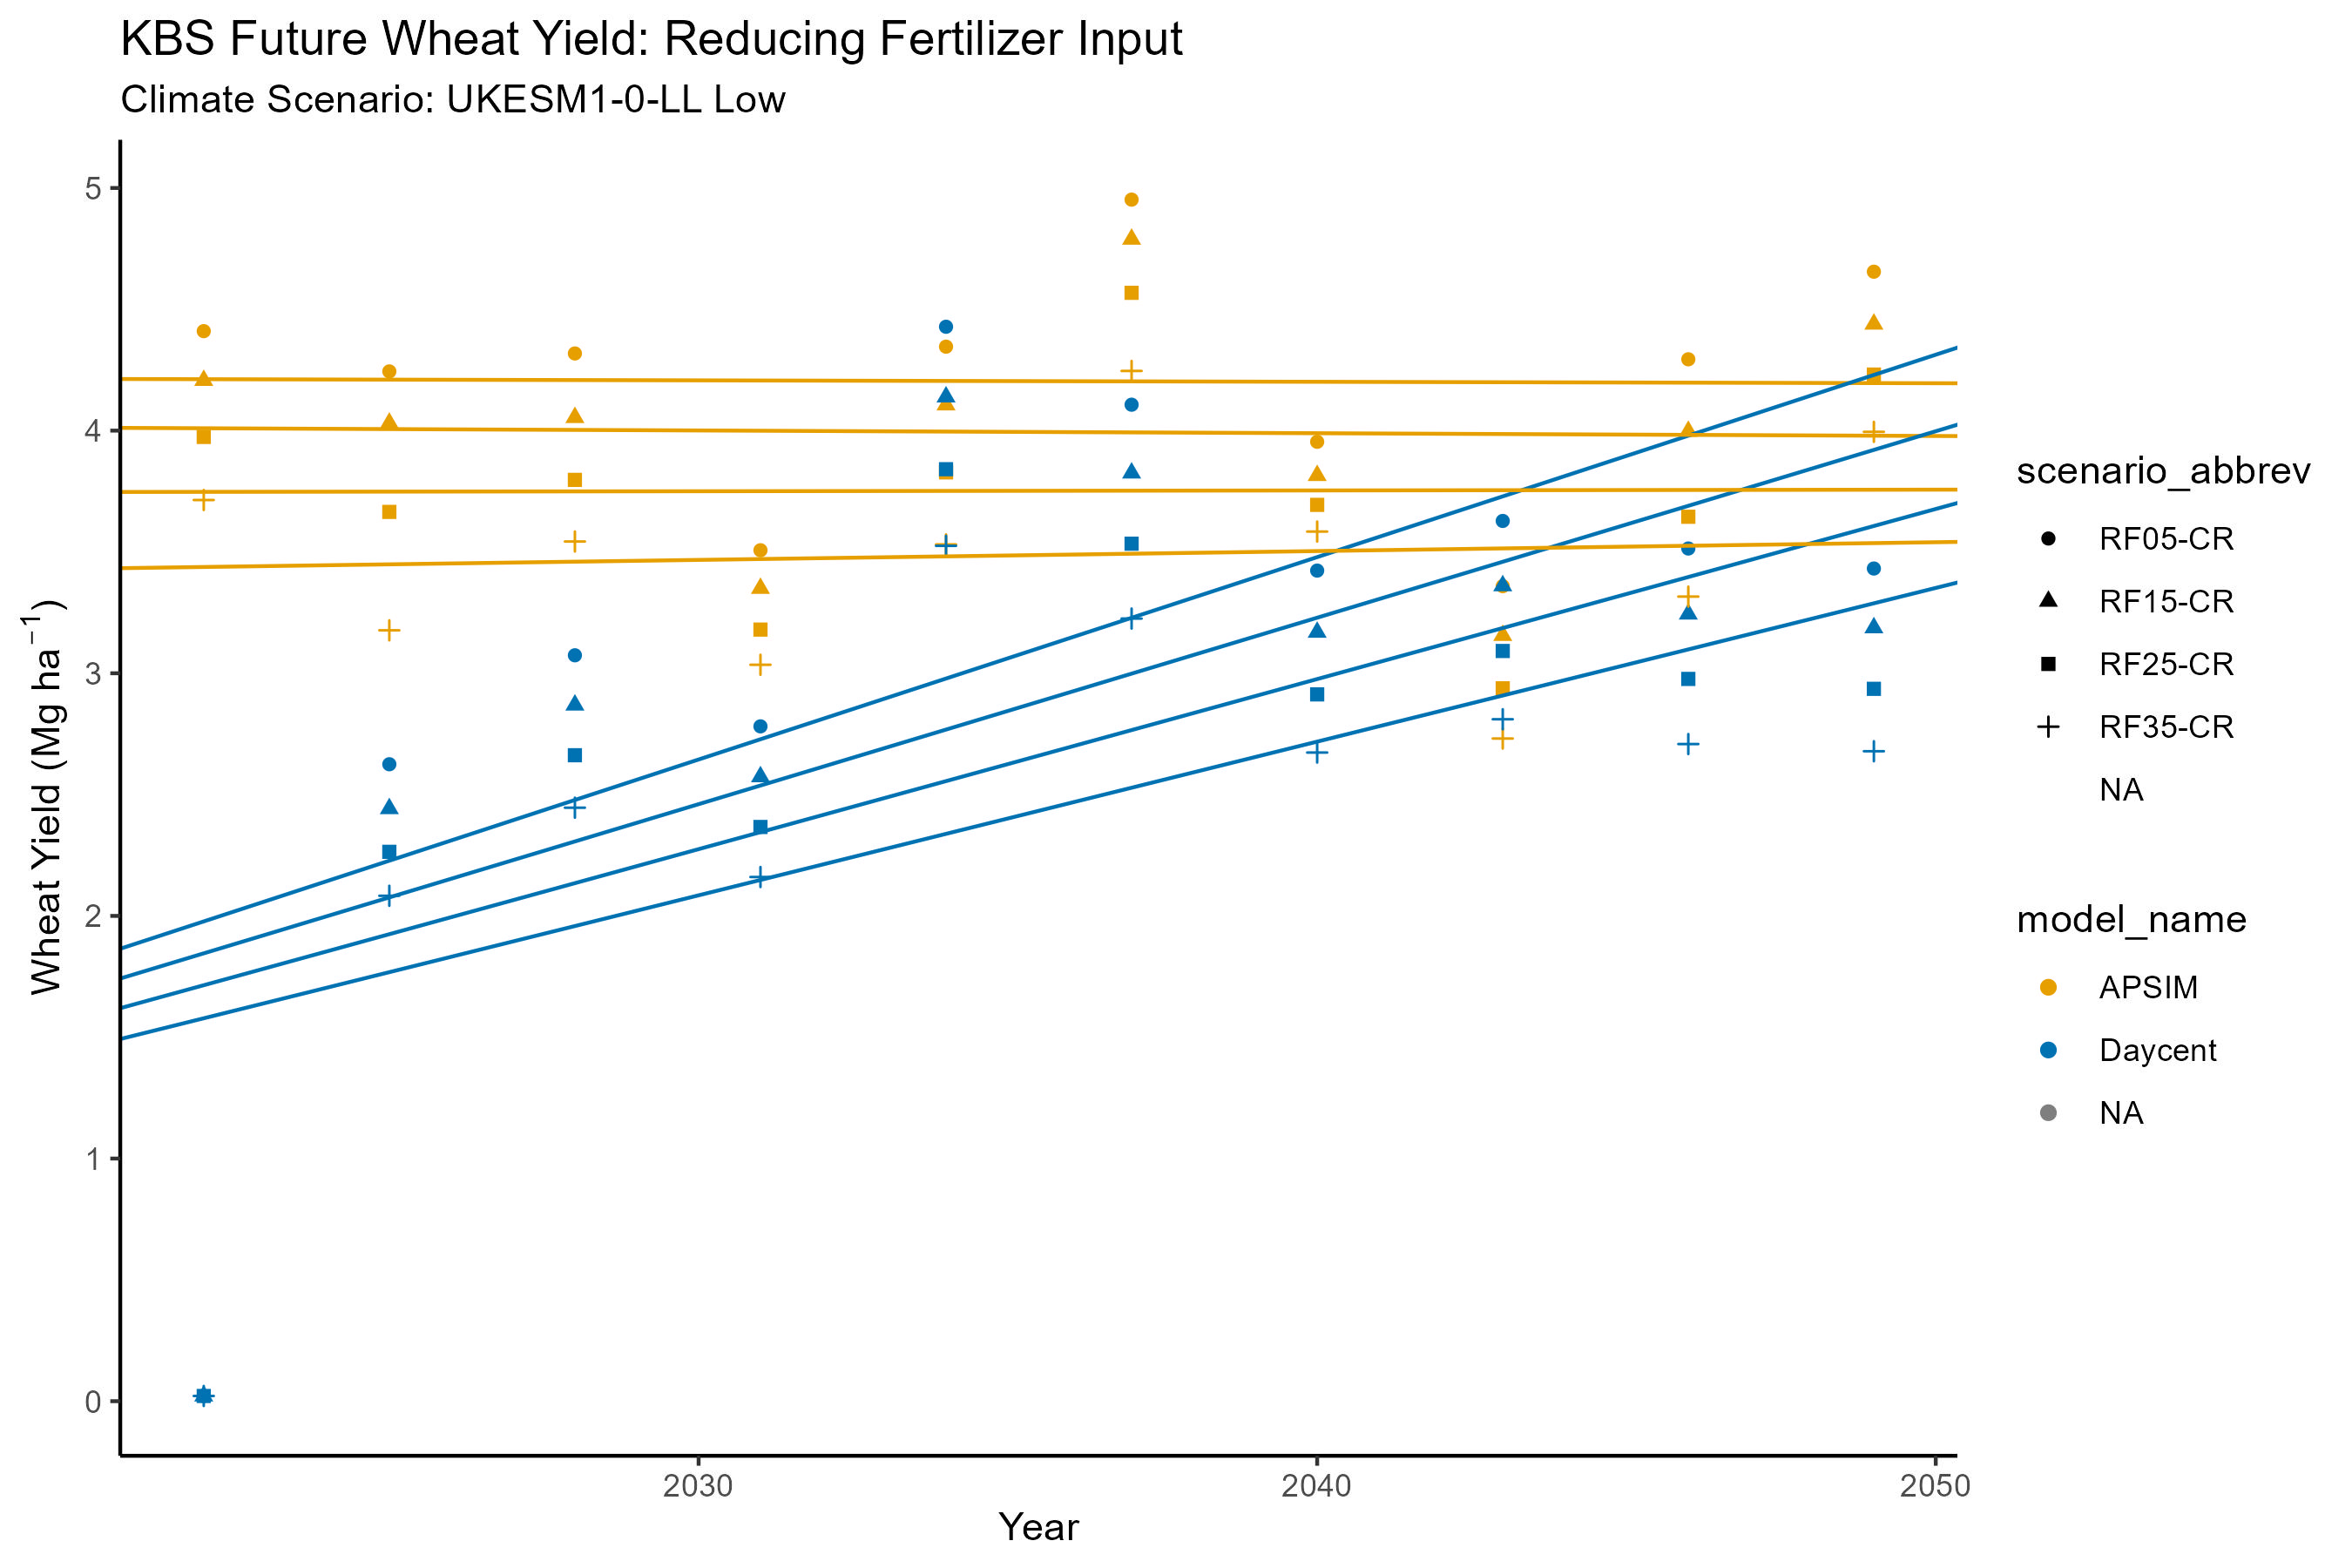 KBS Future Wheat Yield: Reducing Fertilizer Input
Climate Scenario: UKESM1-0-LL Low
Wheat Yield (Mg ha⁻¹)
5
4
3
2
1
0
2030
2040
2050
Year
scenario_abbrev
RF05-CR
RF15-CR
RF25-CR
RF35-CR
NA
model_name
APSIM
Daycent
NA